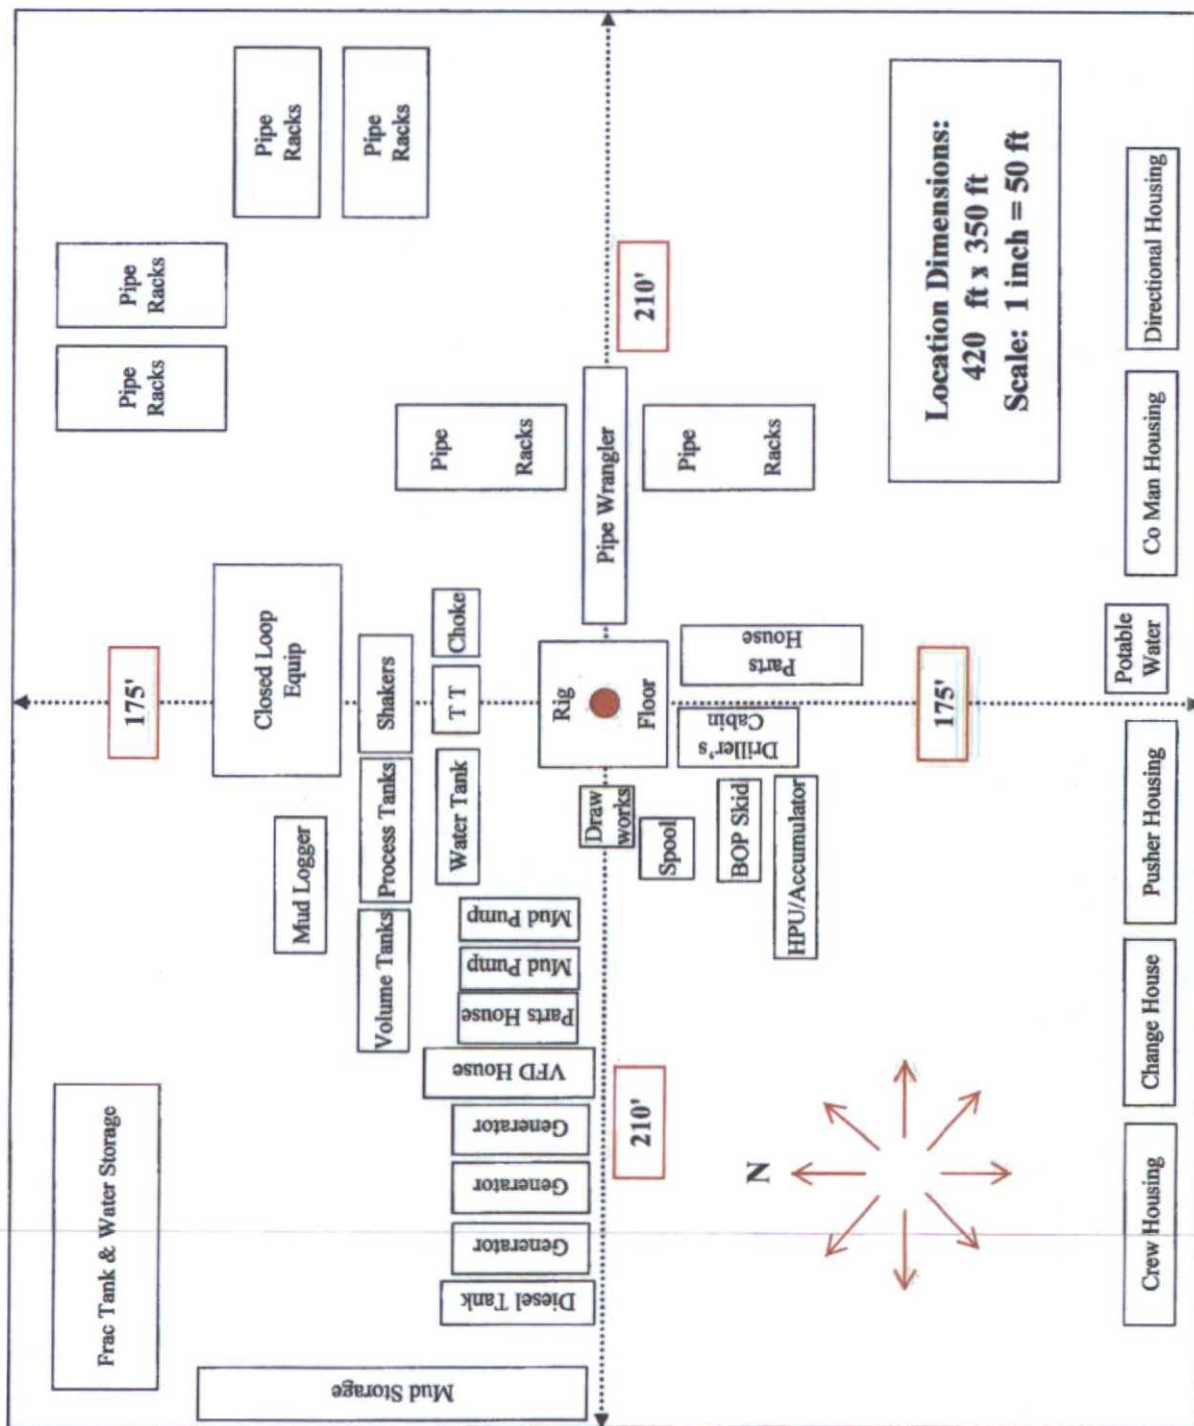 Frac Tank & Water Storage
Pipe
Racks
Pipe
Racks
Pipe
Racks
Pipe
Racks
175'
Mud Storage
Mud Logger
Closed Loop
Equip
Volume Tanks
Process Tanks
Shakers
Diesel Tank
Generator
Generator
Generator
VFD House
Parts House
Mud Pump
Mud Pump
Water Tank
T T
Choke
Pipe
Racks
Draw
works
Rig
Floor
Pipe Wrangler
210'
210'
Spool
Driller's
Cabin
Parts
House
Pipe
Racks
BOP Skid
HPU/Accumulator
N
175'
Location Dimensions:
420 ft x 350 ft
Scale: 1 inch = 50 ft
Crew Housing
Change House
Pusher Housing
Potable
Water
Co Man Housing
Directional Housing